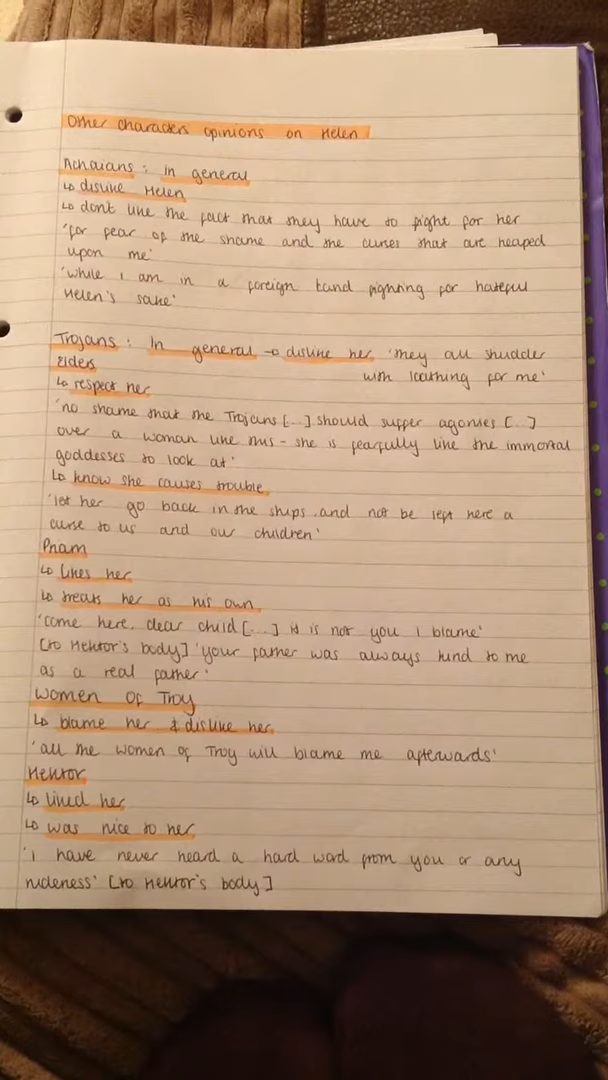 Other characters opinions on Helen
Achaians : in general
↳ dislike Helen
↳ don't like the fact that they have to fight for her
'for fear of the shame and the curses that are heaped
upon me'
'while I am in a foreign land fighting for hateful
Helen's sake'
Trojans : In general → dislike her 'they all shudder
with loathing for me'
Elders
↳ respect her
'no shame that the Trojans [...] should suffer agonies [...]
over a woman like this - she is fearfully like the immortal
goddesses to look at'
↳ know she causes trouble
'let her go back in the ships and not be left here a
curse to us and our children'
Priam
↳ likes her
↳ treats her as his own
'come here, dear child [...] it is not you I blame'
[to Hektor's body] 'your father was always kind to me
as a real father'
Women of Troy
↳ blame her & dislike her
'all the women of Troy will blame me afterwards'
Hektor
↳ liked her
↳ was nice to her
'I have never heard a hard word from you or any
rudeness' [to Hektor's body]